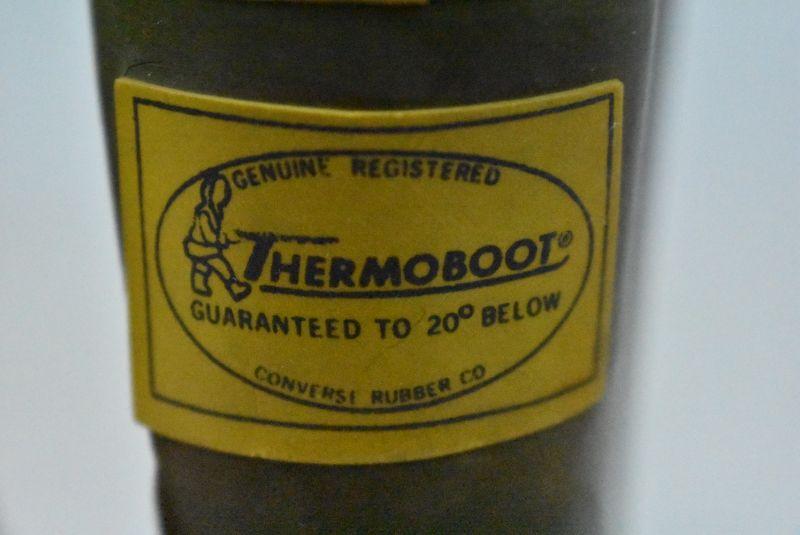 GENUINE REGISTERED
THERMOBOOT®
GUARANTEED TO 20° BELOW
CONVERSE RUBBER CO